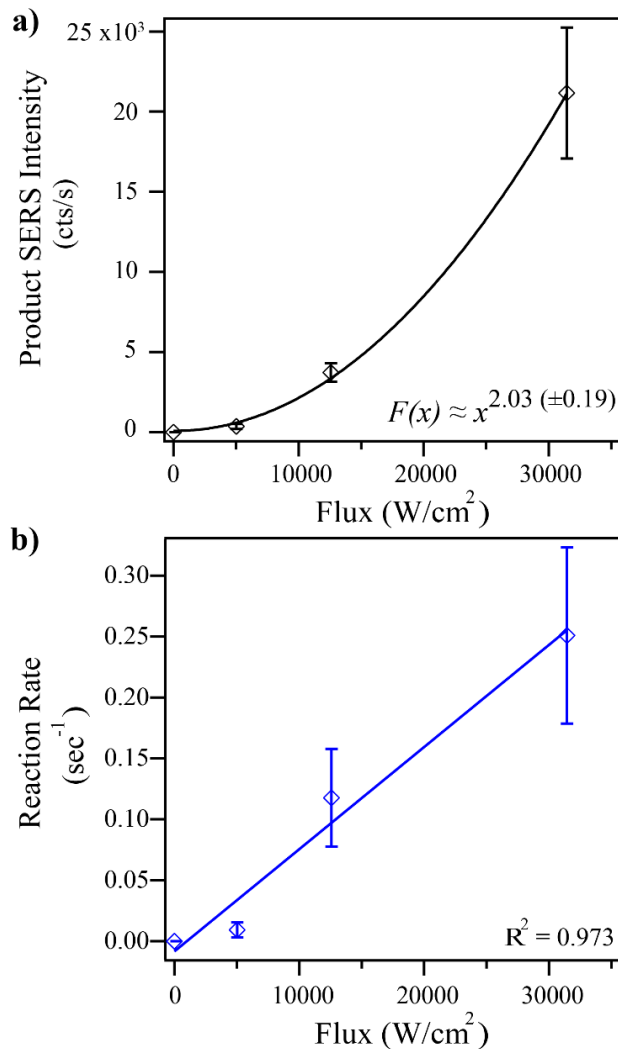 a)
25 x10³
20
15
10
5
0
Product SERS Intensity
(cts/s)
F(x) ≈ x^2.03 (±0.19)
0
10000
20000
30000
Flux (W/cm²)
b)
0.30
0.25
0.20
0.15
0.10
0.05
0.00
Reaction Rate
(sec⁻¹)
R² = 0.973
0
10000
20000
30000
Flux (W/cm²)